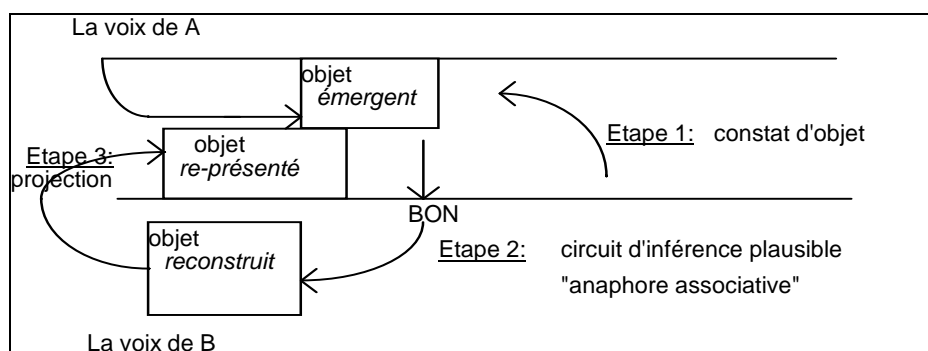 La voix de A
objet
émergent
Etape 1: constat d'objet
objet
re-présenté
Etape 3:
projection
BON
objet
reconstruit
Etape 2: circuit d'inférence plausible
"anaphore associative"
La voix de B